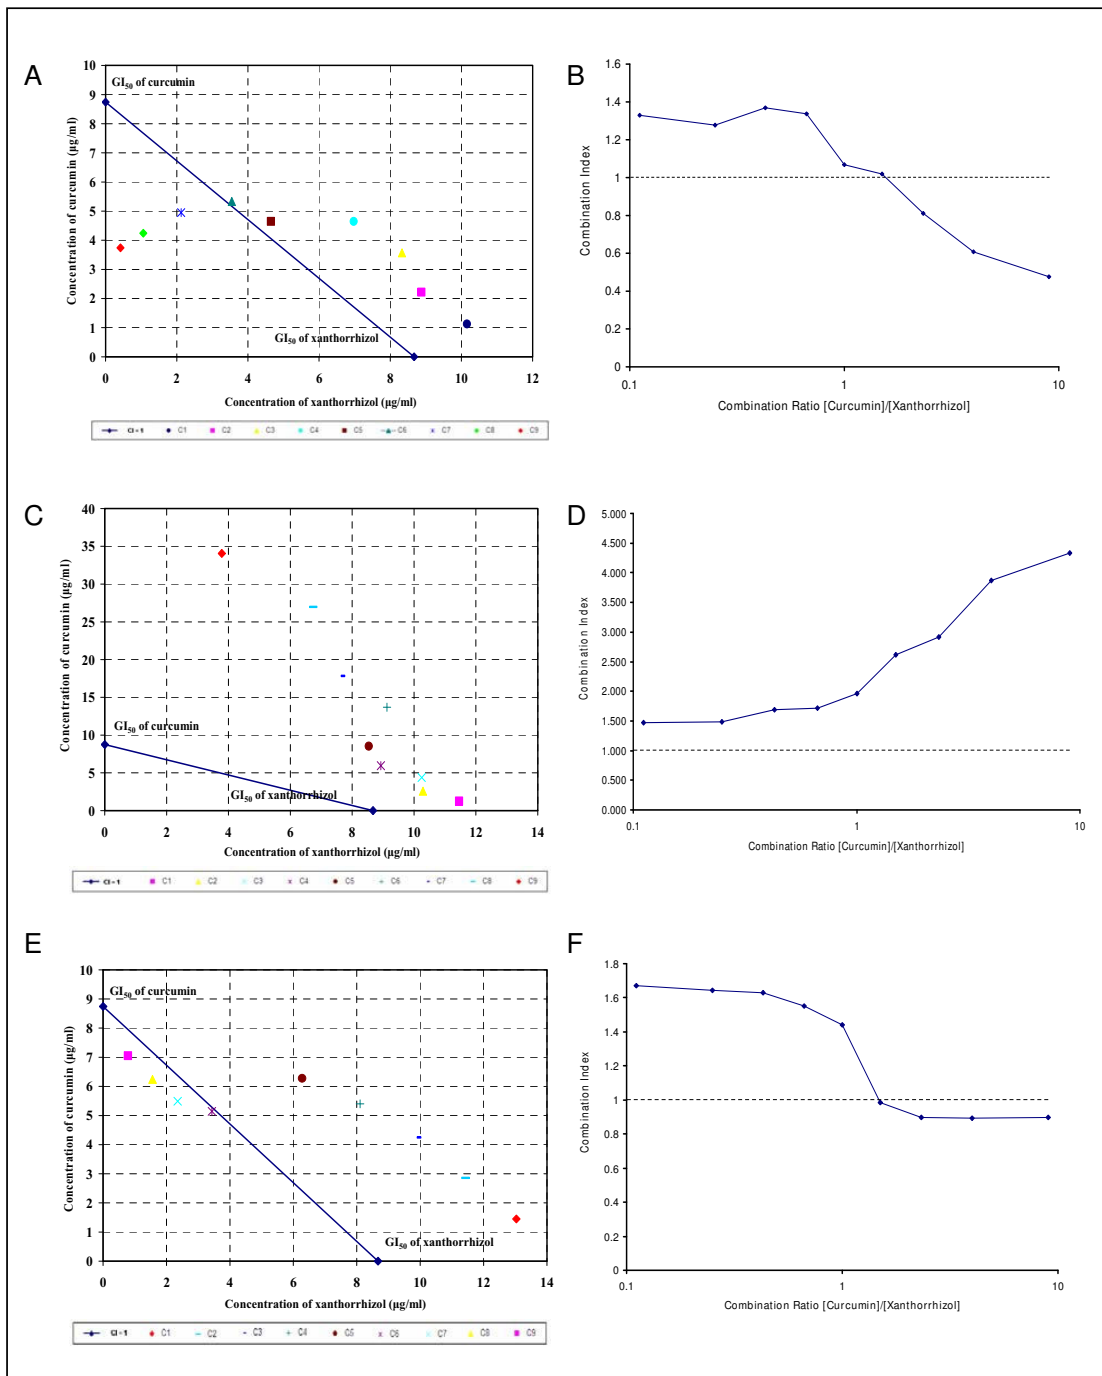 A
Concentration of curcumin (µg/ml)
10
9
8
7
6
5
4
3
2
1
0
GI50 of curcumin
GI50 of xanthorrhizol
0 2 4 6 8 10 12
Concentration of xanthorrhizol (µg/ml)
CI = 1 C1 C2 C3 C4 C5 C6 C7 C8 C9
B
Combination Index
1.6
1.4
1.2
1
0.8
0.6
0.4
0.2
0
0.1 1 10
Combination Ratio [Curcumin]/[Xanthorrhizol]
C
Concentration of curcumin (µg/ml)
40
35
30
25
20
15
10
5
0
GI50 of curcumin
GI50 of xanthorrhizol
0 2 4 6 8 10 12 14
Concentration of xanthorrhizol (µg/ml)
CI = 1 C1 C2 C3 C4 C5 C6 C7 C8 C9
D
Combination Index
5.000
4.500
4.000
3.500
3.000
2.500
2.000
1.500
1.000
0.500
0.000
0.1 1 10
Combination Ratio [Curcumin]/[Xanthorrhizol]
E
Concentration of curcumin (µg/ml)
10
9
8
7
6
5
4
3
2
1
0
GI50 of curcumin
GI50 of xanthorrhizol
0 2 4 6 8 10 12 14
Concentration of xanthorrhizol (µg/ml)
CI = 1 C1 C2 C3 C4 C5 C6 C7 C8 C9
F
Combination Index
1.8
1.6
1.4
1.2
1
0.8
0.6
0.4
0.2
0
0.1 1 10
Combination Ratio [Curcumin]/[Xanthorrhizol]